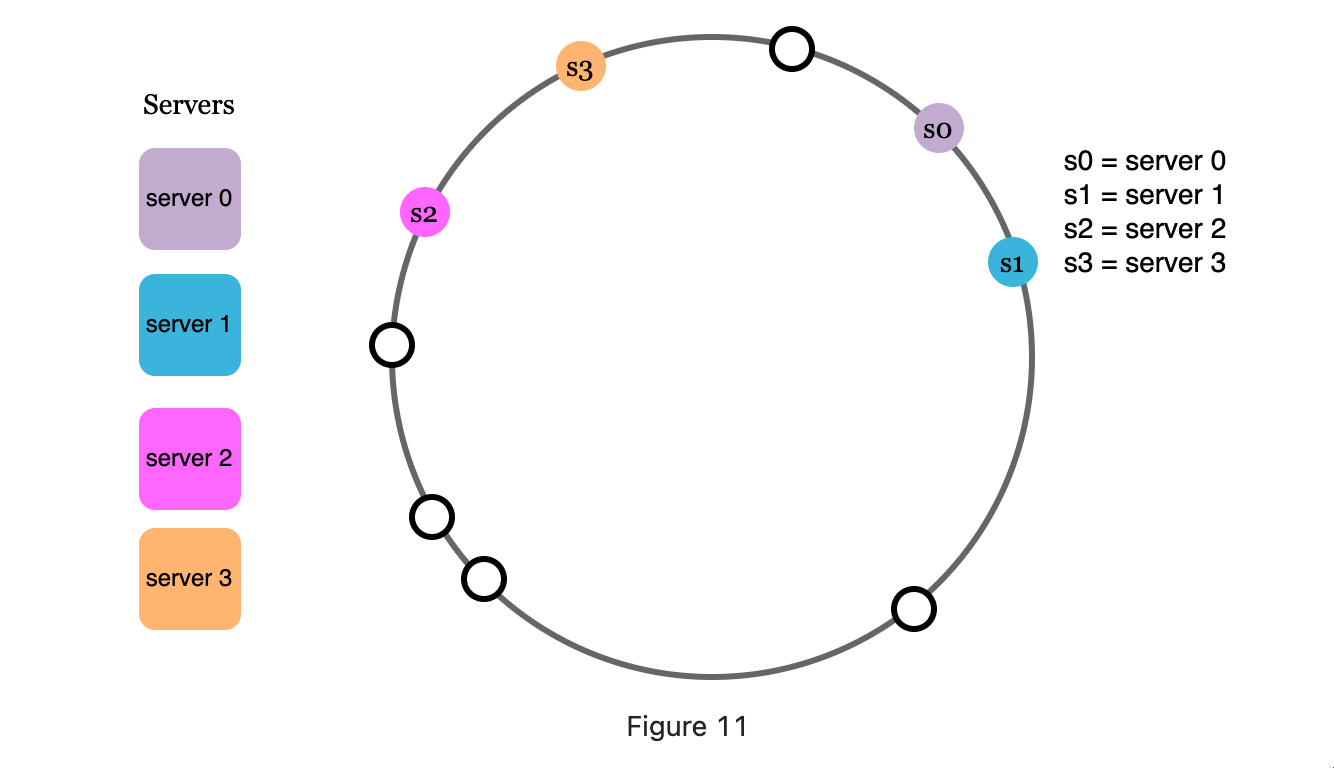 Servers
server 0
server 1
server 2
server 3
s3
s0
s2
s1
s0 = server 0
s1 = server 1
s2 = server 2
s3 = server 3
Figure 11